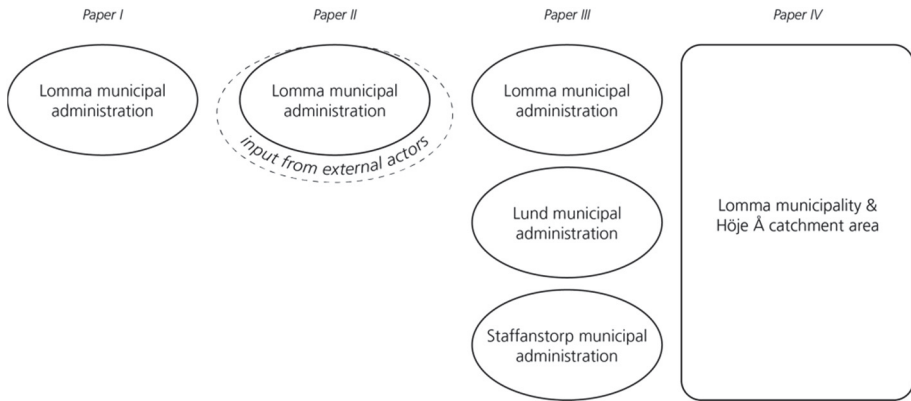 Paper I
Paper II
Paper III
Paper IV
Lomma municipal
administration
Lomma municipal
administration
input from external actors
Lomma municipal
administration
Lund municipal
administration
Staffanstorp municipal
administration
Lomma municipality &
Höje Å catchment area